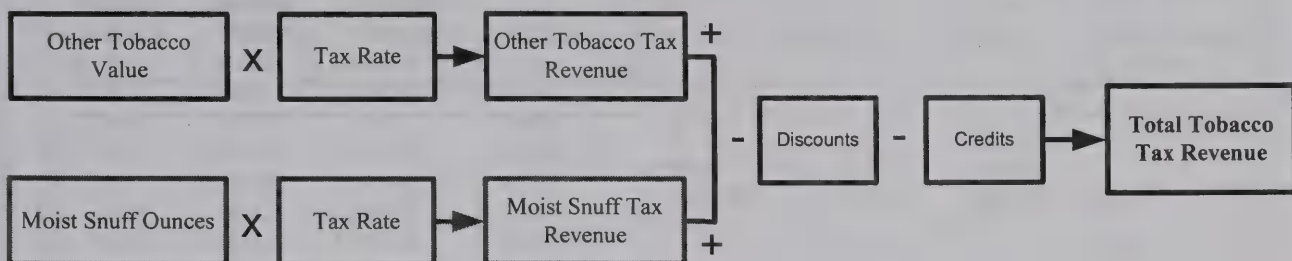 Other Tobacco
Value
X
Tax Rate
Other Tobacco Tax
Revenue
+
-
Discounts
-
Credits
Total Tobacco
Tax Revenue
Moist Snuff Ounces
X
Tax Rate
Moist Snuff Tax
Revenue
+